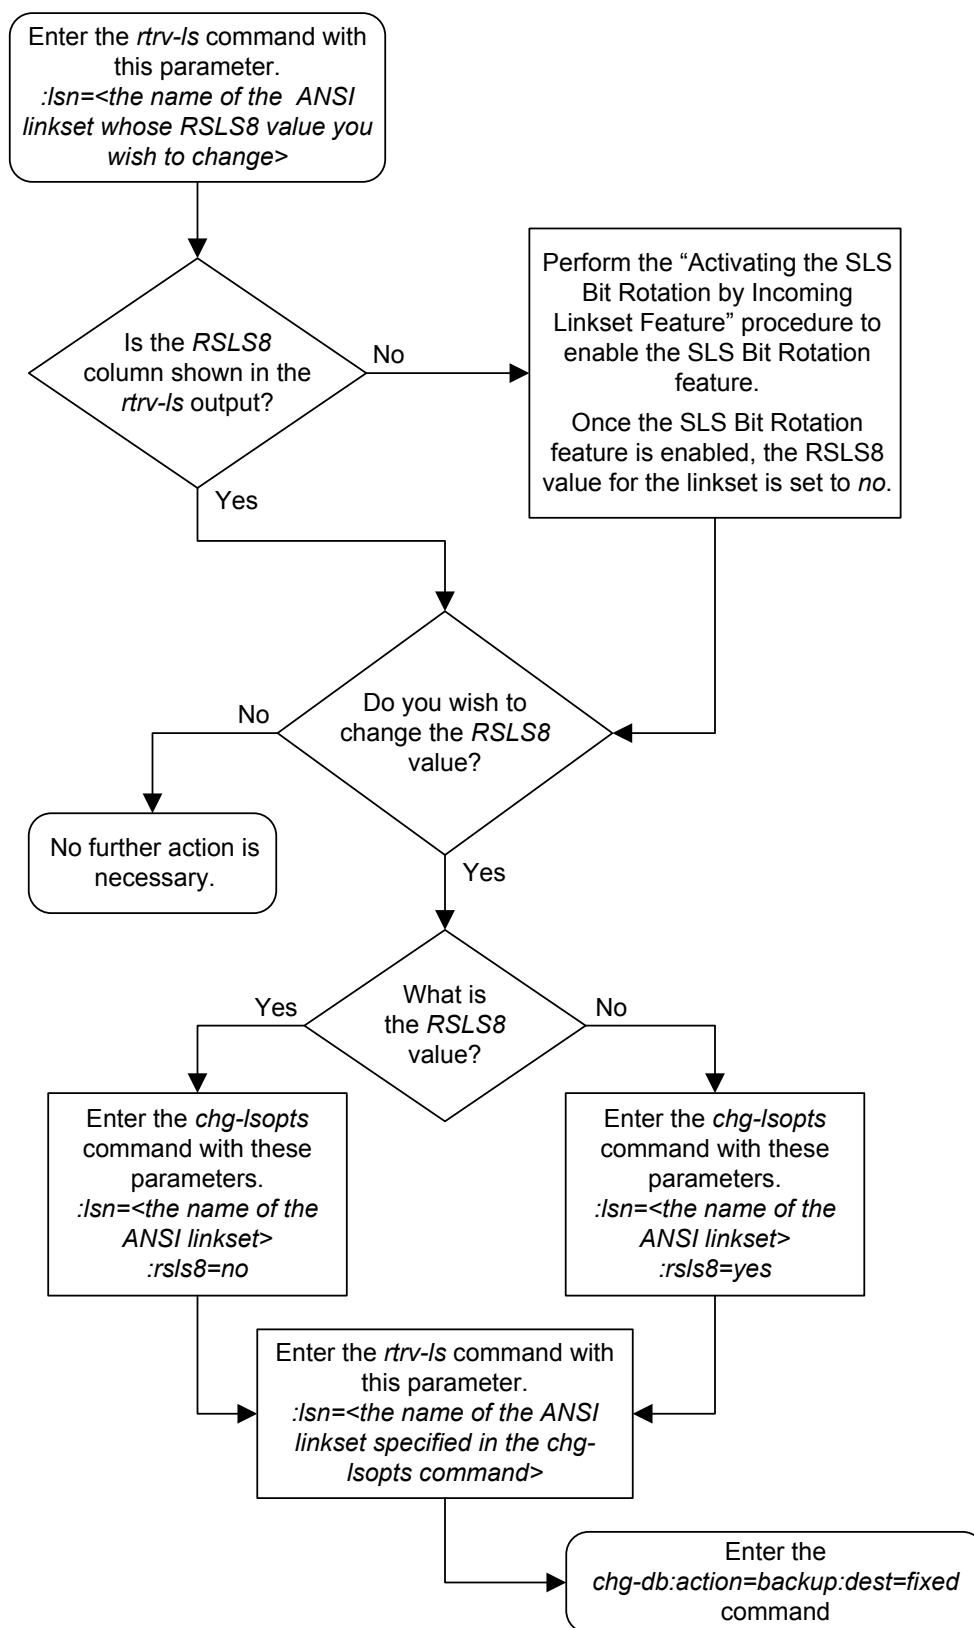 Enter the rtrv-ls command with
this parameter.
:lsn=<the name of the ANSI
linkset whose RSLS8 value you
wish to change>
Is the RSLS8
column shown in the
rtrv-ls output?
No
Perform the “Activating the SLS
Bit Rotation by Incoming
Linkset Feature” procedure to
enable the SLS Bit Rotation
feature.
Once the SLS Bit Rotation
feature is enabled, the RSLS8
value for the linkset is set to no.
Yes
Do you wish to
change the RSLS8
value?
No
No further action is
necessary.
Yes
What is
the RSLS8
value?
Yes
No
Enter the chg-lsopts
command with these
parameters.
:lsn=<the name of the
ANSI linkset>
:rsls8=no
Enter the chg-lsopts
command with these
parameters.
:lsn=<the name of the
ANSI linkset>
:rsls8=yes
Enter the rtrv-ls command with
this parameter.
:lsn=<the name of the ANSI
linkset specified in the chg-
lsopts command>
Enter the
chg-db:action=backup:dest=fixed
command